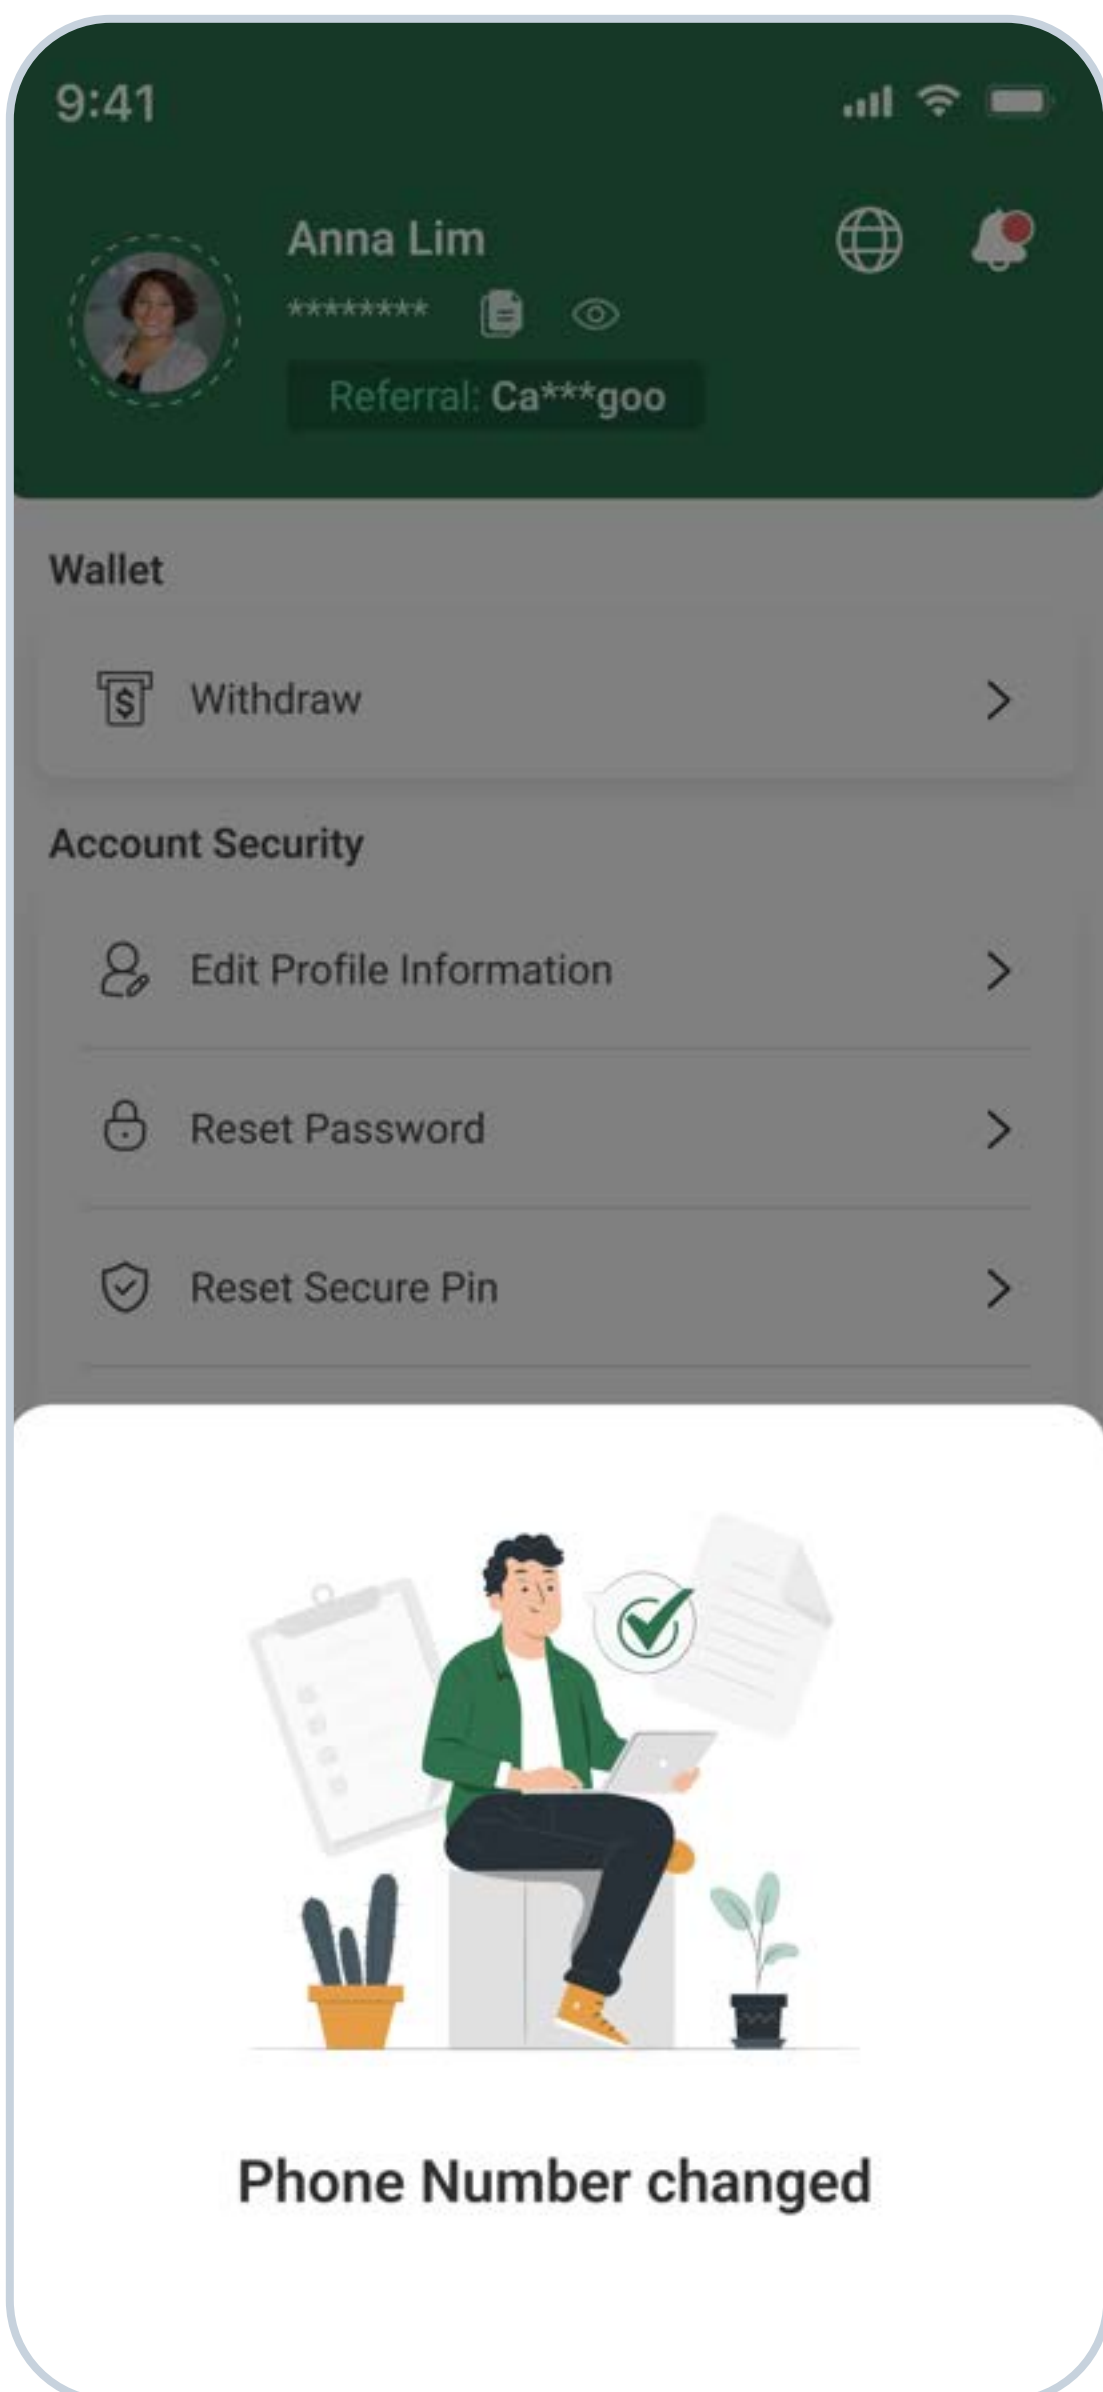 9:41
Anna Lim
********
Referral: Ca***goo
Wallet
Withdraw
Account Security
Edit Profile Information
Reset Password
Reset Secure Pin
Phone Number changed